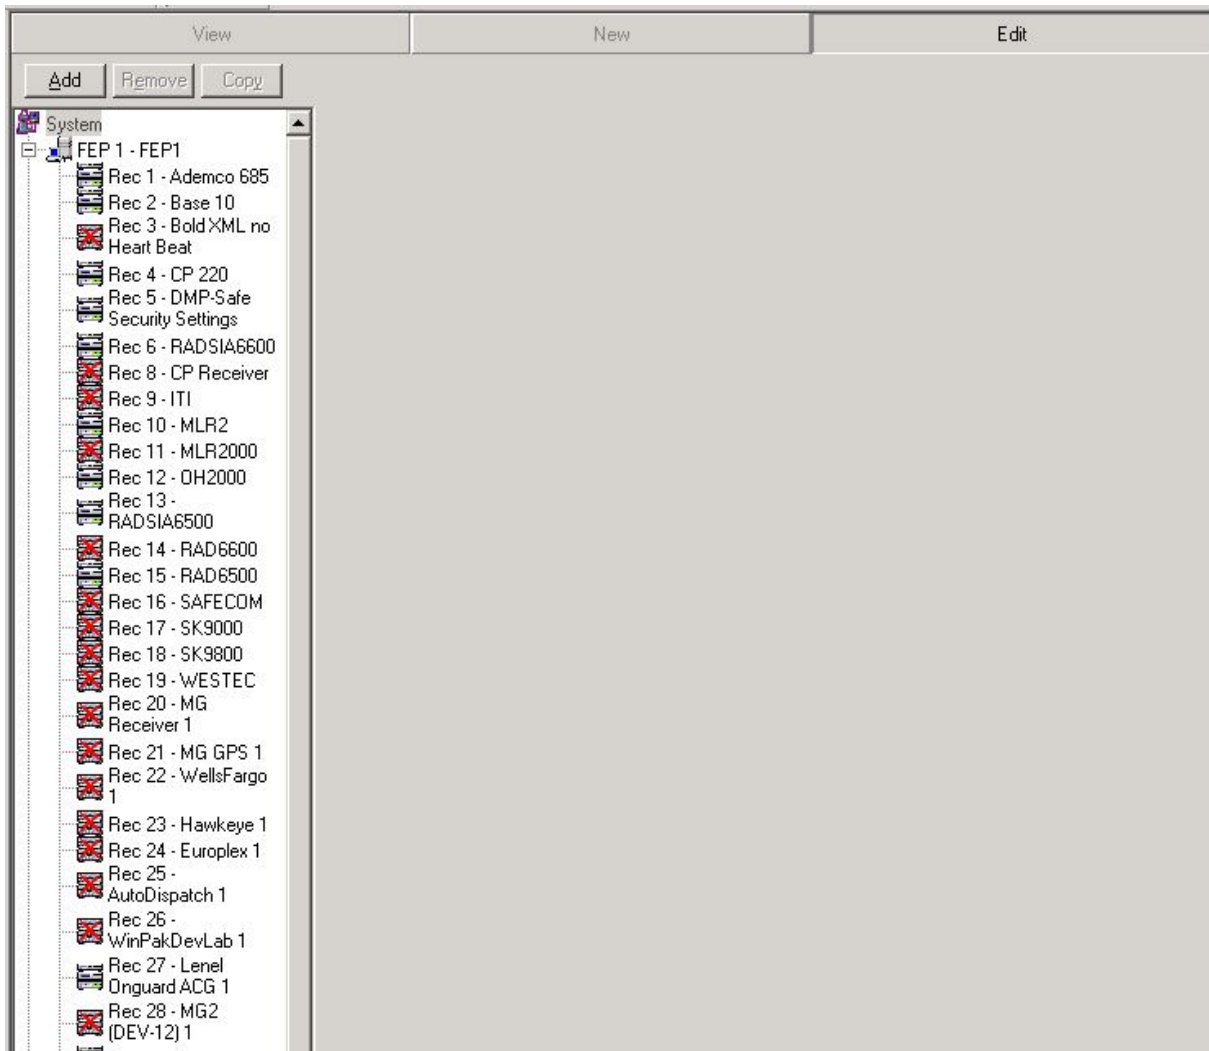 View New Edit
Add Remove Copy
System
FEP 1 - FEP1
Rec 1 - Ademco 685
Rec 2 - Base 10
Rec 3 - Bold XML no
Heart Beat
Rec 4 - CP 220
Rec 5 - DMP-Safe
Security Settings
Rec 6 - RADSIA6600
Rec 8 - CP Receiver
Rec 9 - ITI
Rec 10 - MLR2
Rec 11 - MLR2000
Rec 12 - OH2000
Rec 13 -
RADSIA6500
Rec 14 - RAD6600
Rec 15 - RAD6500
Rec 16 - SAFECOM
Rec 17 - SK9000
Rec 18 - SK9800
Rec 19 - WESTEC
Rec 20 - MG
Receiver 1
Rec 21 - MG GPS 1
Rec 22 - WellsFargo
1
Rec 23 - Hawkeye 1
Rec 24 - Europlex 1
Rec 25 -
AutoDispatch 1
Rec 26 -
WinPakDevLab 1
Rec 27 - Lenel
Onguard ACG 1
Rec 28 - MG2
(DEV-12) 1